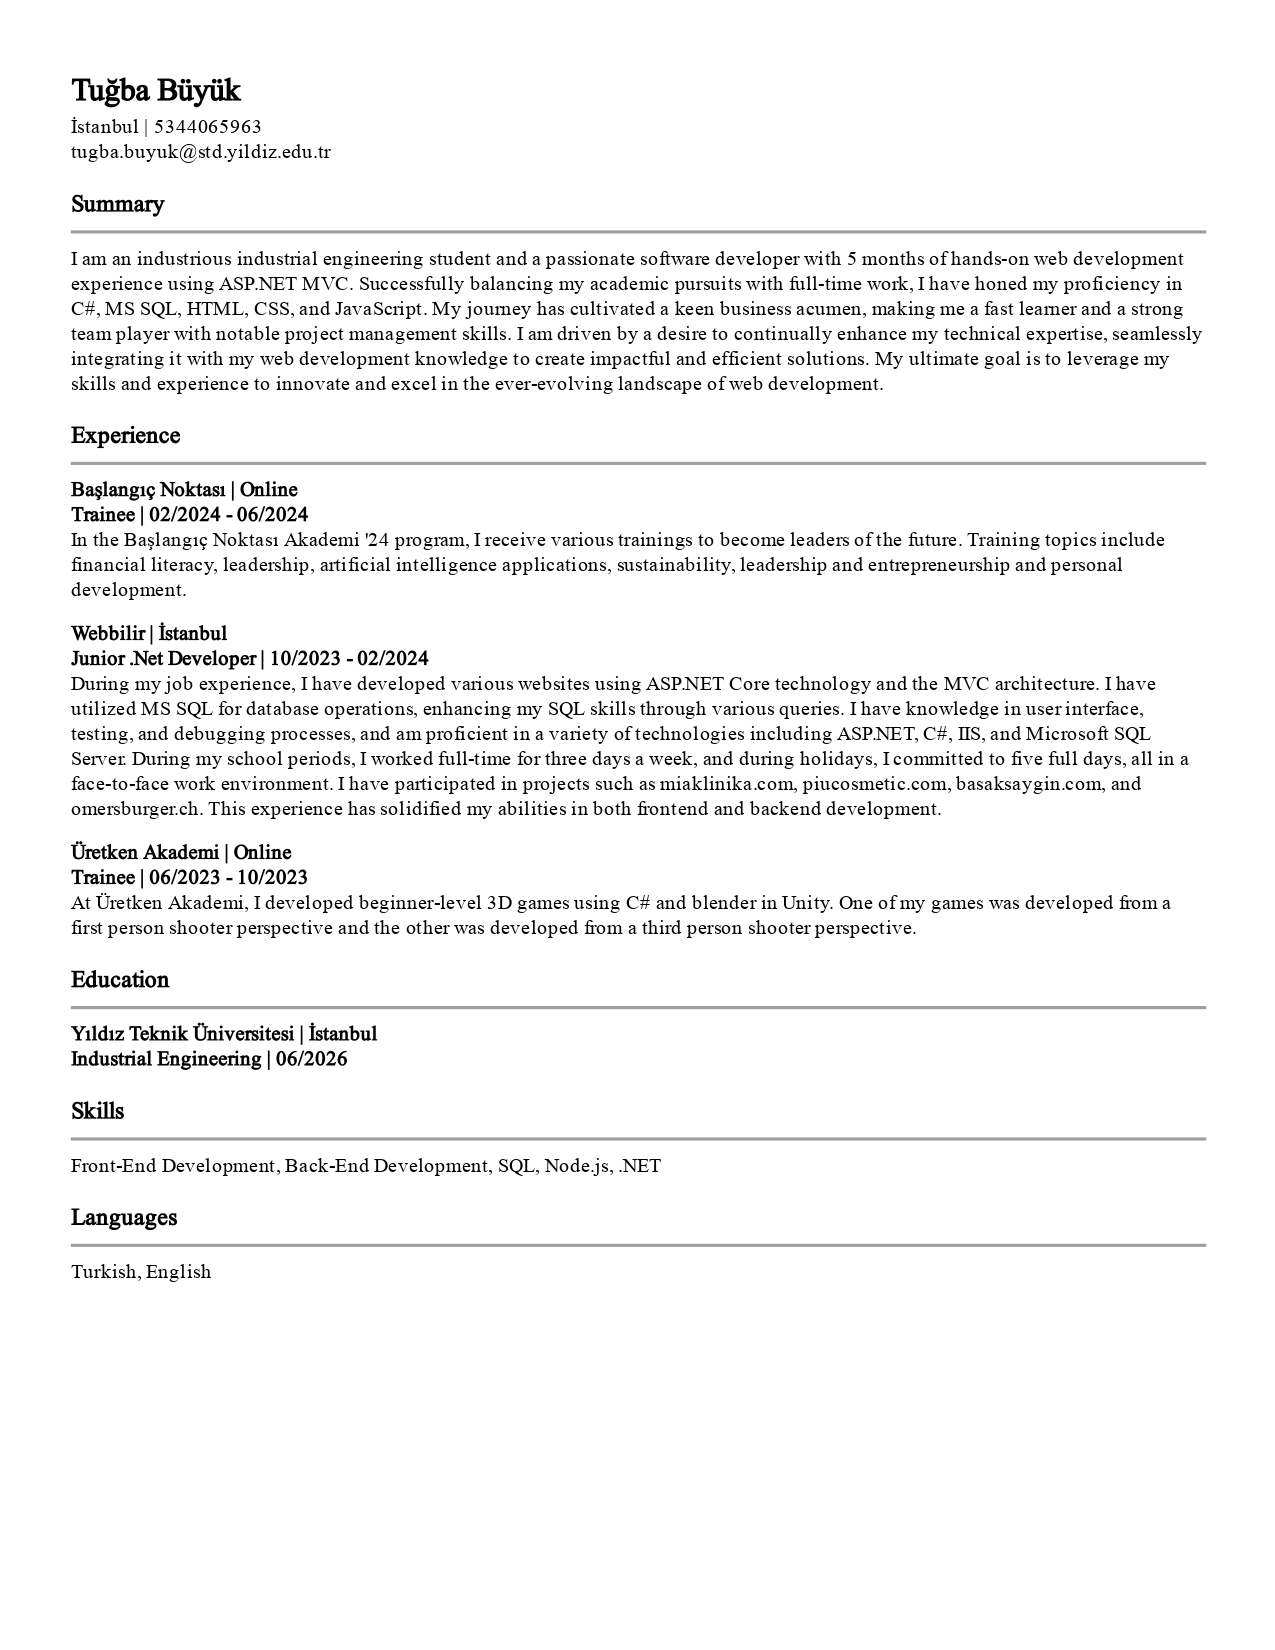 Tuğba Büyük
İstanbul | 5344065963
tugba.buyuk@std.yildiz.edu.tr
Summary
I am an industrious industrial engineering student and a passionate software developer with 5 months of hands-on web development
experience using ASP.NET MVC. Successfully balancing my academic pursuits with full-time work, I have honed my proficiency in
C#, MS SQL, HTML, CSS, and JavaScript. My journey has cultivated a keen business acumen, making me a fast learner and a strong
team player with notable project management skills. I am driven by a desire to continually enhance my technical expertise, seamlessly
integrating it with my web development knowledge to create impactful and efficient solutions. My ultimate goal is to leverage my
skills and experience to innovate and excel in the ever-evolving landscape of web development.
Experience
Başlangıç Noktası | Online
Trainee | 02/2024 - 06/2024
In the Başlangıç Noktası Akademi '24 program, I receive various trainings to become leaders of the future. Training topics include
financial literacy, leadership, artificial intelligence applications, sustainability, leadership and entrepreneurship and personal
development.
Webbilir | İstanbul
Junior .Net Developer | 10/2023 - 02/2024
During my job experience, I have developed various websites using ASP.NET Core technology and the MVC architecture. I have
utilized MS SQL for database operations, enhancing my SQL skills through various queries. I have knowledge in user interface,
testing, and debugging processes, and am proficient in a variety of technologies including ASP.NET, C#, IIS, and Microsoft SQL
Server. During my school periods, I worked full-time for three days a week, and during holidays, I committed to five full days, all in a
face-to-face work environment. I have participated in projects such as miaklinika.com, piucosmetic.com, basaksaygin.com, and
omersburger.ch. This experience has solidified my abilities in both frontend and backend development.
Üretken Akademi | Online
Trainee | 06/2023 - 10/2023
At Üretken Akademi, I developed beginner-level 3D games using C# and blender in Unity. One of my games was developed from a
first person shooter perspective and the other was developed from a third person shooter perspective.
Education
Yıldız Teknik Üniversitesi | İstanbul
Industrial Engineering | 06/2026
Skills
Front-End Development, Back-End Development, SQL, Node.js, .NET
Languages
Turkish, English